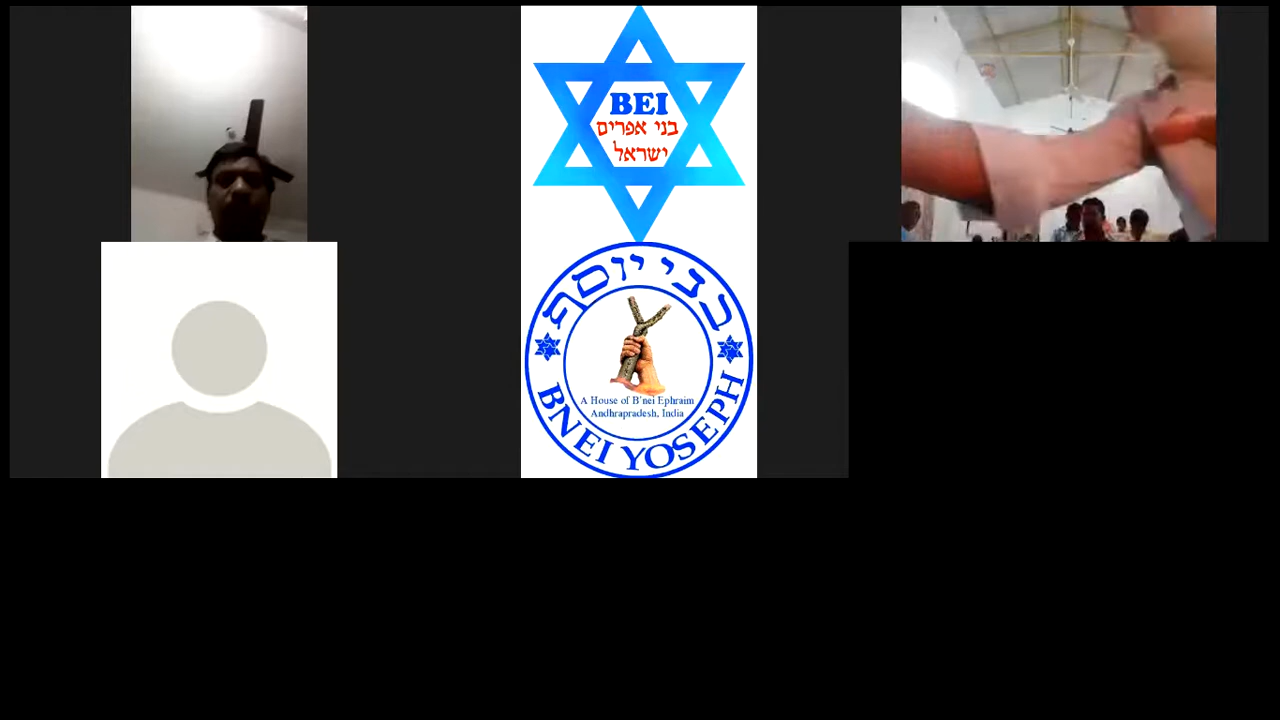 BEI
בני אפרים
ישראל
בני יוסף
A House of B'nei Ephraim
Andhrapradesh, India
BNEI YOSEPH